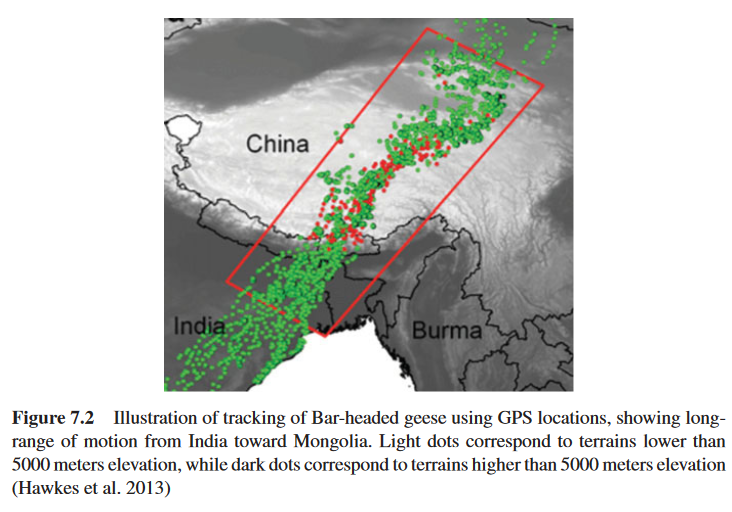 China
India
Burma
Figure 7.2 Illustration of tracking of Bar-headed geese using GPS locations, showing long-
range of motion from India toward Mongolia. Light dots correspond to terrains lower than
5000 meters elevation, while dark dots correspond to terrains higher than 5000 meters elevation
(Hawkes et al. 2013)